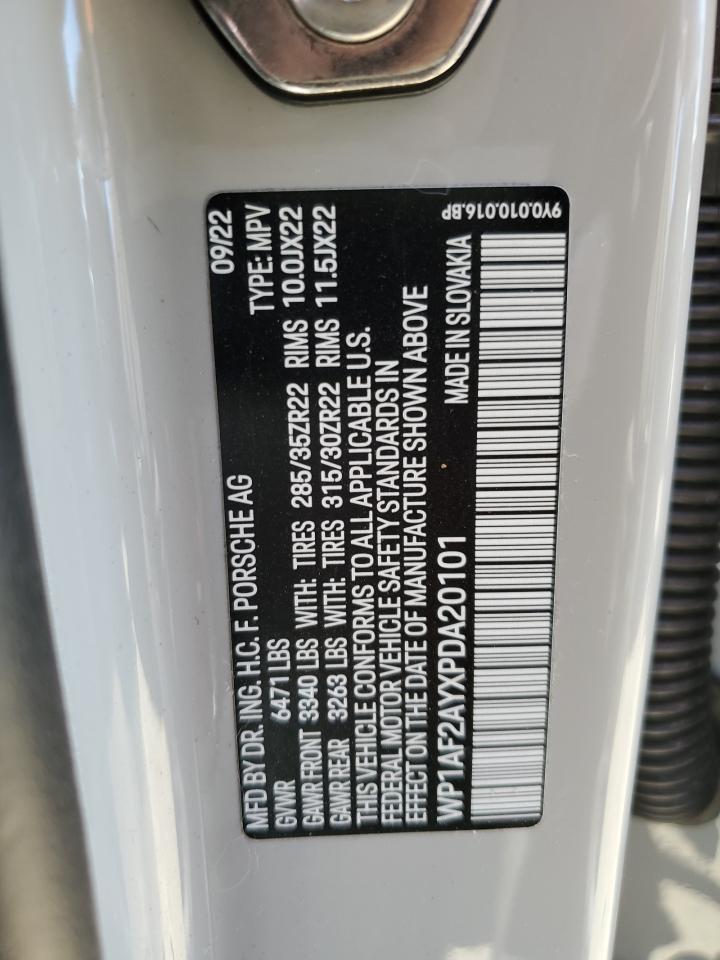 MFD BY DR. ING. H.C. F. PORSCHE AG 09/22
GVWR 6471 LBS TYPE: MPV
GAWR FRONT 3340 LBS WITH: TIRES 285/35ZR22 RIMS 10.0JX22
GAWR REAR 3263 LBS WITH: TIRES 315/30ZR22 RIMS 11.5JX22
THIS VEHICLE CONFORMS TO ALL APPLICABLE U.S.
FEDERAL MOTOR VEHICLE SAFETY STANDARDS IN
EFFECT ON THE DATE OF MANUFACTURE SHOWN ABOVE
WP1AF2AYXPDA20101 MADE IN SLOVAKIA
9Y0.010.016.BP